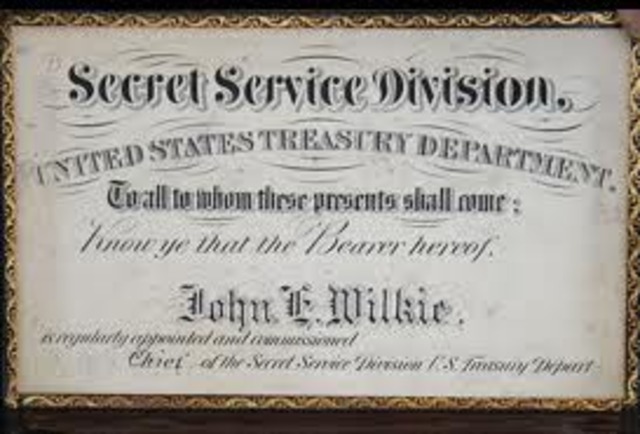 Secret Service Division.
UNITED STATES TREASURY DEPARTMENT.
To all to whom these presents shall come:
Know ye that the Bearer hereof,
John E. Wilkie.
is regularly appointed and commissioned
Chief of the Secret Service Division U.S. Treasury Depart